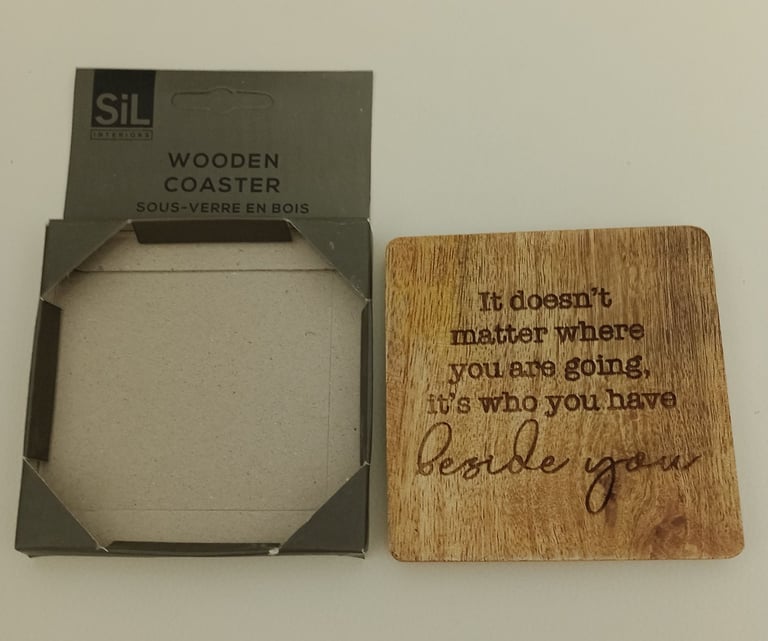 SiL
INTERIORS
WOODEN
COASTER
SOUS-VERRE EN BOIS
It doesn't
matter where
you are going,
it's who you have
beside you